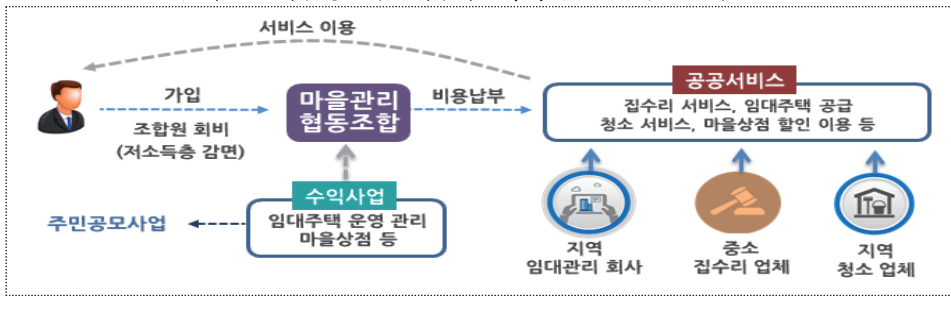 서비스 이용
가입
조합원 회비
(저소득층 감면)
마을관리
협동조합
비용납부
공공서비스
집수리 서비스, 임대주택 공급
청소 서비스, 마을상점 할인 이용 등
수익사업
임대주택 운영 관리
마을상점 등
주민공모사업
지역
임대관리 회사
중소
집수리 업체
지역
청소 업체